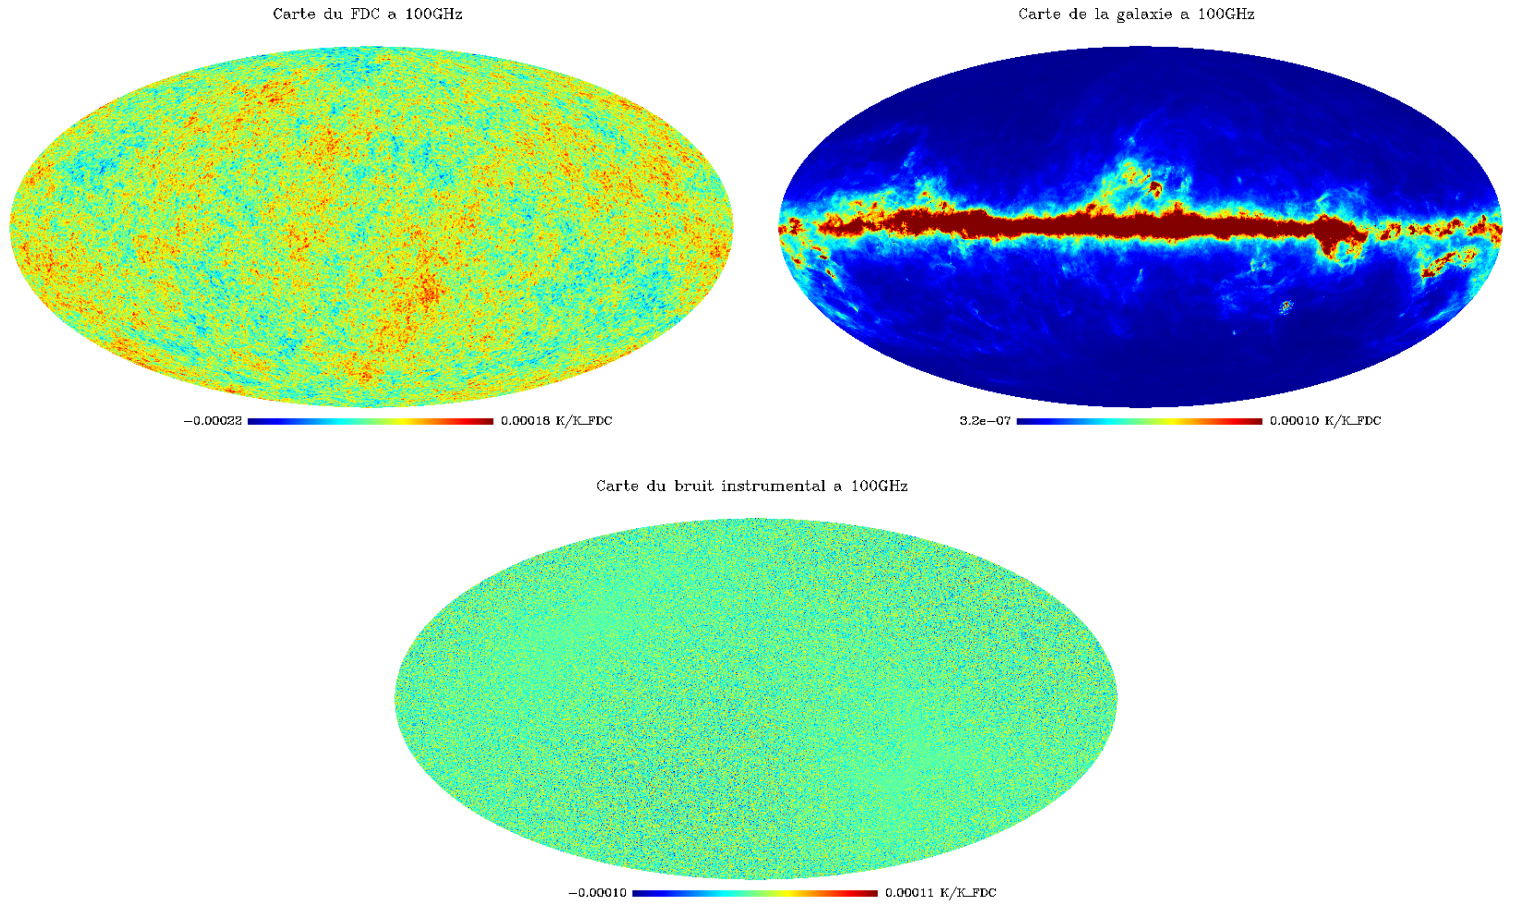 Carte du FDC a 100GHz
Carte de la galaxie a 100GHz
-0.00022 0.00018 K/K_FDC
3.2e-07 0.00010 K/K_FDC
Carte du bruit instrumental a 100GHz
-0.00010 0.00011 K/K_FDC